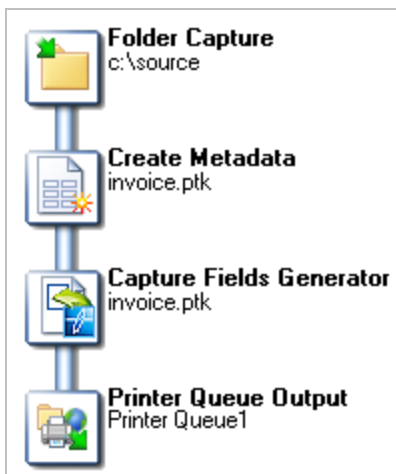 Folder Capture
c:\source
Create Metadata
invoice.ptk
Capture Fields Generator
invoice.ptk
Printer Queue Output
Printer Queue1